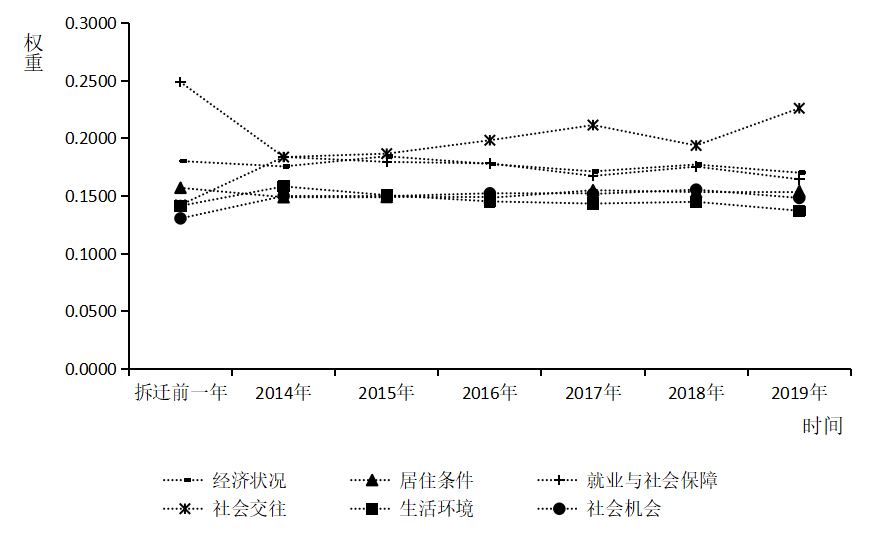 权
重
0.3000
0.2500
0.2000
0.1500
0.1000
0.0500
0.0000
拆迁前一年 2014年 2015年 2016年 2017年 2018年 2019年
时间
经济状况 居住条件 就业与社会保障
社会交往 生活环境 社会机会